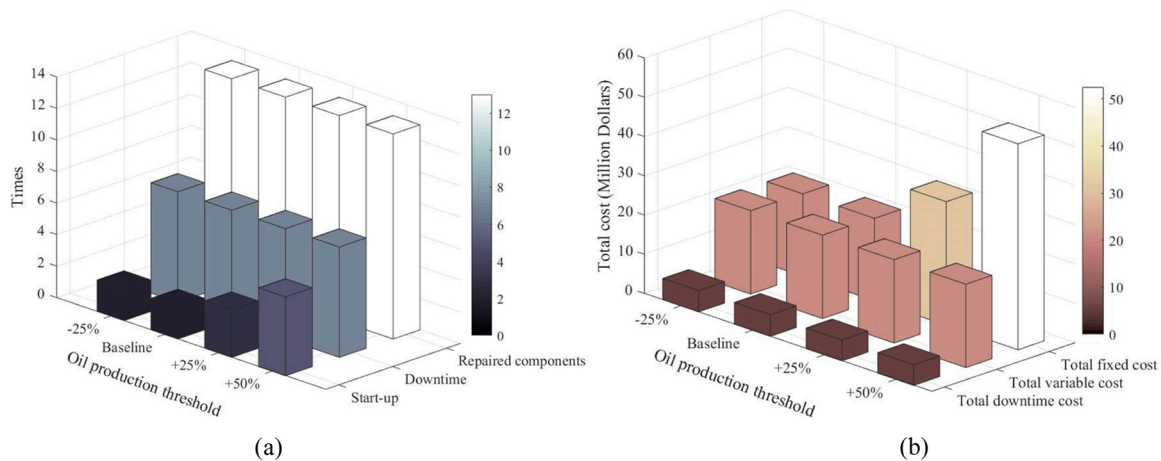 14
12
10
8
6
4
2
0
Times
-25%
Baseline
+25%
+50%
Oil production threshold
Start-up
Downtime
Repaired components
12
10
8
6
4
2
0
(a)
60
50
40
30
20
10
0
Total cost (Million Dollars)
-25%
Baseline
+25%
+50%
Oil production threshold
Total downtime cost
Total variable cost
Total fixed cost
50
40
30
20
10
0
(b)